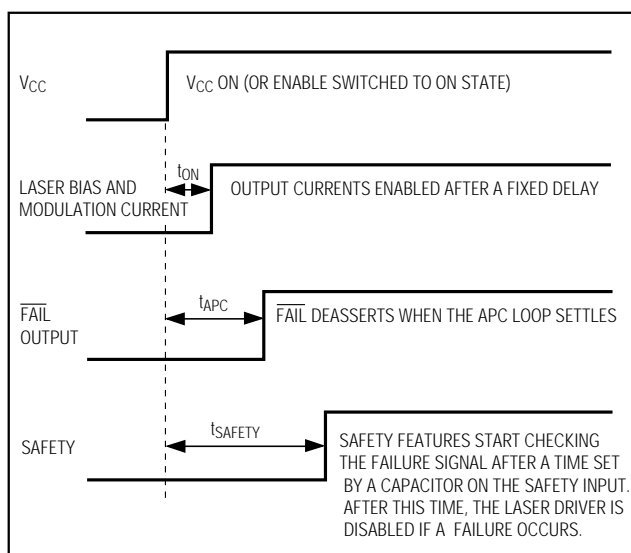 VCC
VCC ON (OR ENABLE SWITCHED TO ON STATE)
tON
LASER BIAS AND
MODULATION CURRENT
OUTPUT CURRENTS ENABLED AFTER A FIXED DELAY
tAPC
FAIL
OUTPUT
FAIL DEASSERTS WHEN THE APC LOOP SETTLES
tSAFETY
SAFETY
SAFETY FEATURES START CHECKING
THE FAILURE SIGNAL AFTER A TIME SET
BY A CAPACITOR ON THE SAFETY INPUT.
AFTER THIS TIME, THE LASER DRIVER IS
DISABLED IF A FAILURE OCCURS.